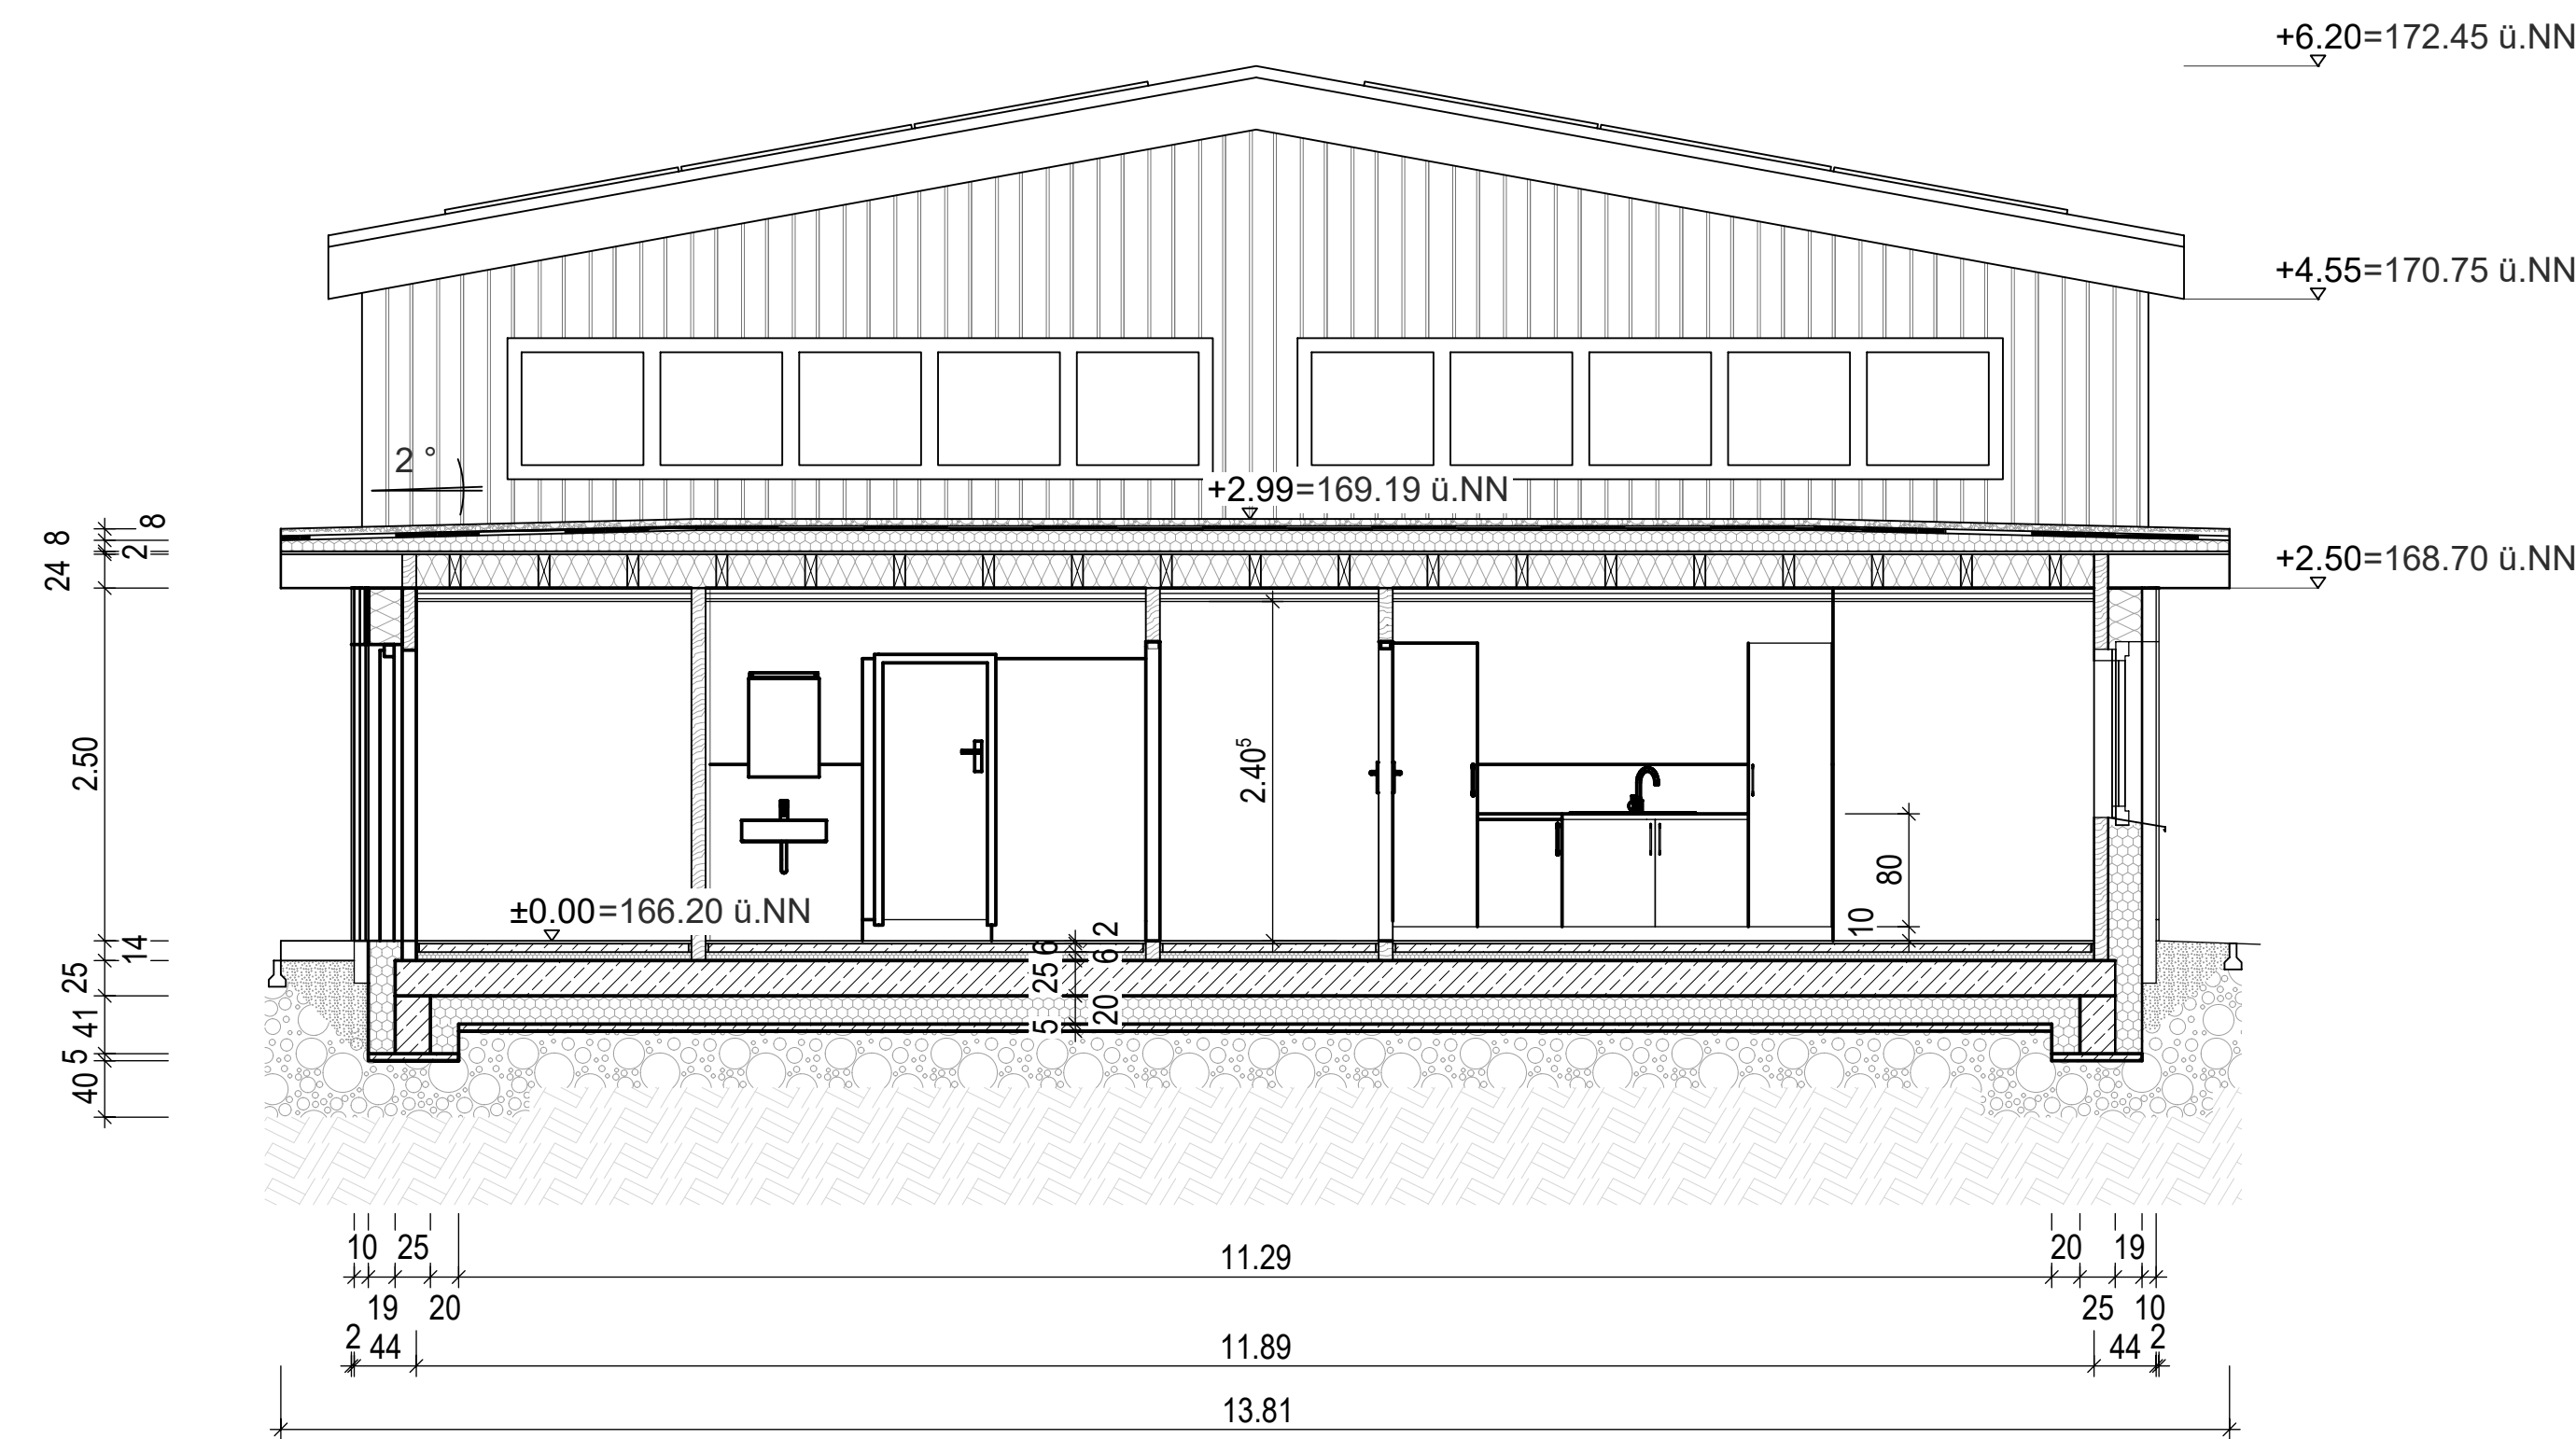 +6.20=172.45 ü.NN
+4.55=170.75 ü.NN
2 °
+2.99=169.19 ü.NN
8
8
2
24
+2.50=168.70 ü.NN
2.50
2.40⁵
80
10
±0.00=166.20 ü.NN
14
25
41
5
40
2
6
6
25
20
5
10 25 11.29 20 19
19 20 25 10
2 44 11.89 44 2
13.81